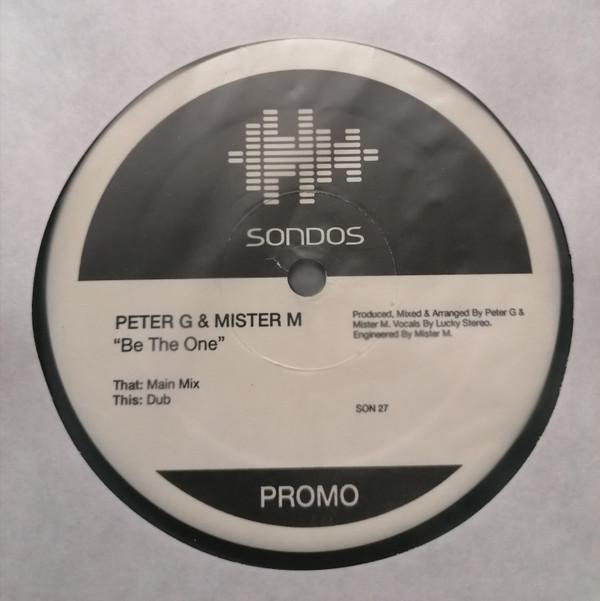 SONDOS
PETER G & MISTER M
“Be The One”
That: Main Mix
This: Dub
Produced, Mixed & Arranged By Peter G &
Mister M. Vocals By Lucky Stereo.
Engineered By Mister M.
SON 27
PROMO